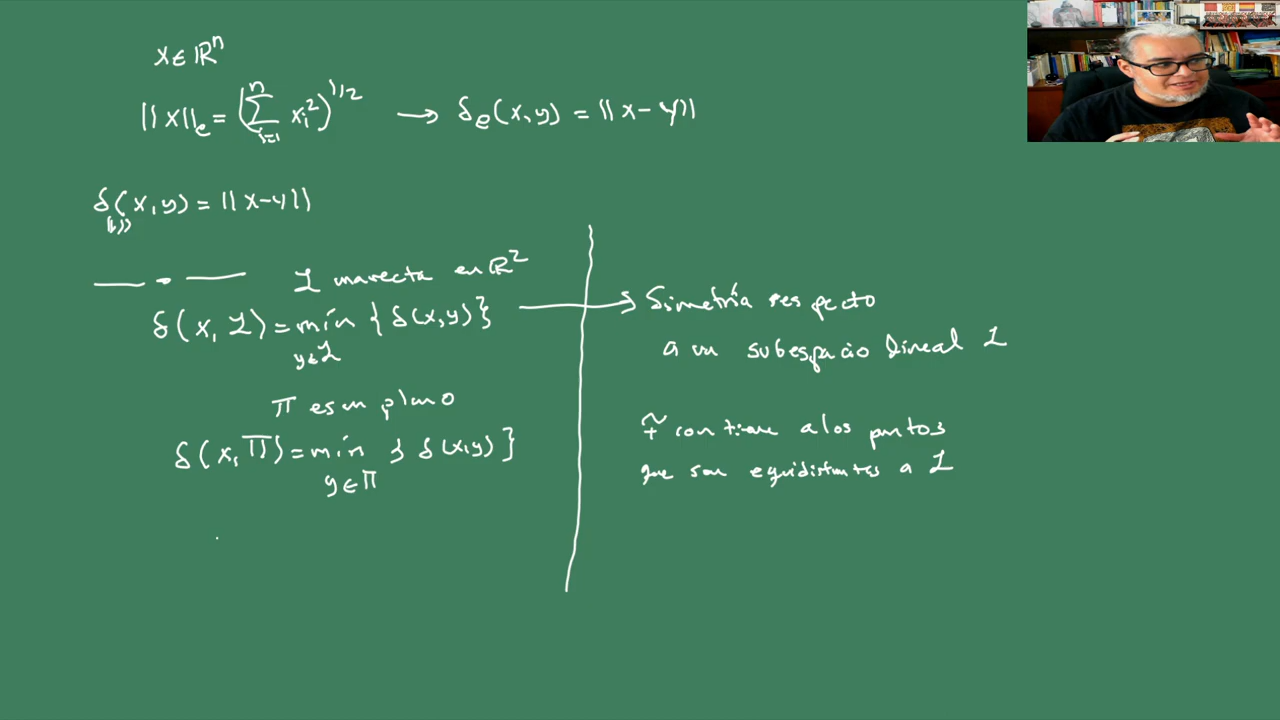 x ∈ ℝⁿ
||x||ₑ = (∑ᵢ₌₁ⁿ xᵢ²)^1/2 → δₑ(x,y) = ||x-y||
δ(x,y) = ||x-y||
L una recta en ℝ²
δ(x, L) = mín {δ(x,y)}
y∈L
π es un plano
δ(x,π) = mín {δ(x,y)}
y ∈ π
Simetría respecto
a un subespacio lineal L
contiene a los puntos
que son equidistantes a L